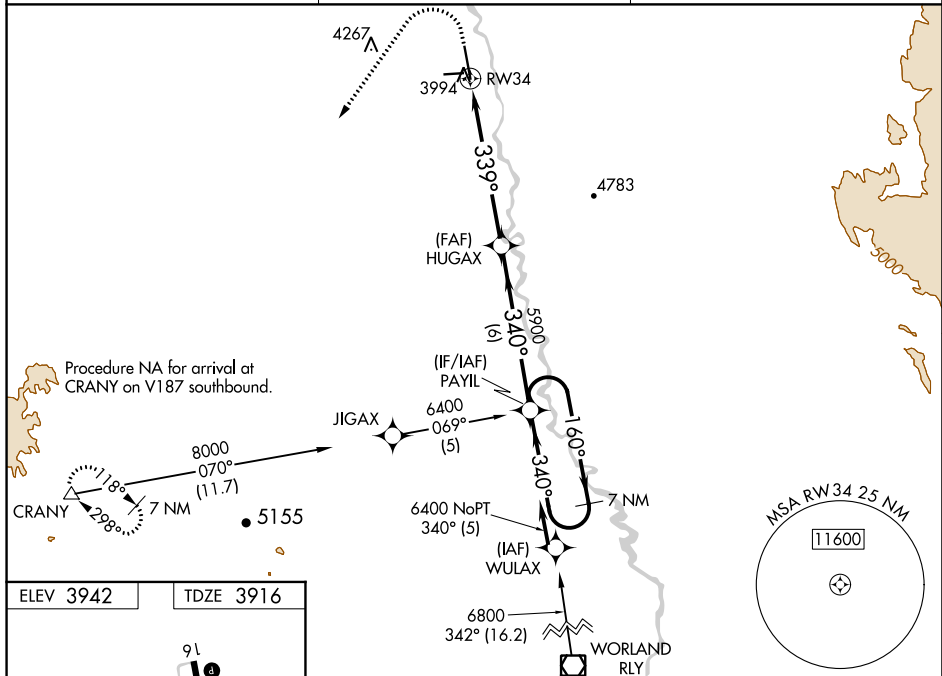 4267
3994
RW34
339°
4783
(FAF)
HUGAX
5000
5900
340°
(6)
(IF/IAF)
PAYIL
Procedure NA for arrival at
CRANY on V187 southbound.
JIGAX
6400
069°
(5)
160°
8000
070°
(11.7)
118°
298°
7 NM
CRANY
5155
340°
7 NM
6400 NoPT
340° (5)
(IAF)
WULAX
MSA RW34 25 NM
11600
ELEV 3942
TDZE 3916
6800
342° (16.2)
WORLAND
RLY
16
P